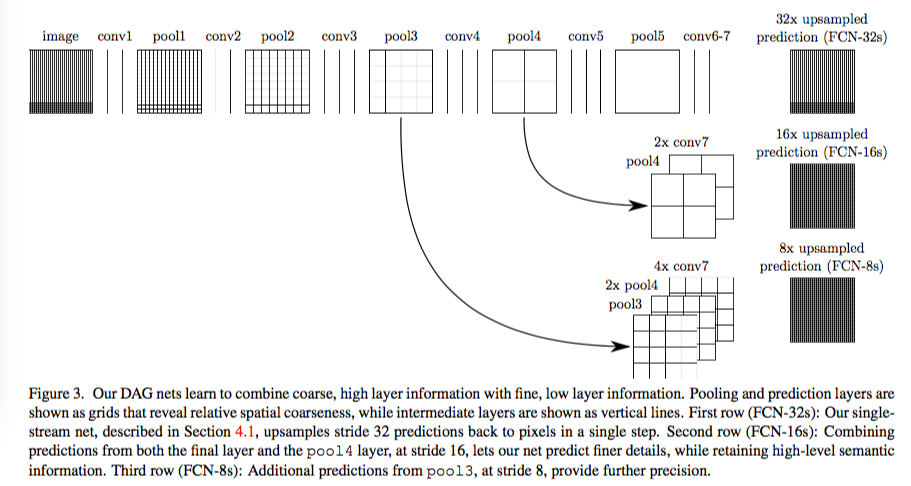 32x upsampled
image conv1 pool1 conv2 pool2 conv3 pool3 conv4 pool4 conv5 pool5 conv6-7 prediction (FCN-32s)
16x upsampled
2x conv7 prediction (FCN-16s)
pool4
8x upsampled
4x conv7 prediction (FCN-8s)
2x pool4
pool3
Figure 3. Our DAG nets learn to combine coarse, high layer information with fine, low layer information. Pooling and prediction layers are
shown as grids that reveal relative spatial coarseness, while intermediate layers are shown as vertical lines. First row (FCN-32s): Our single-
stream net, described in Section 4.1, upsamples stride 32 predictions back to pixels in a single step. Second row (FCN-16s): Combining
predictions from both the final layer and the pool4 layer, at stride 16, lets our net predict finer details, while retaining high-level semantic
information. Third row (FCN-8s): Additional predictions from pool3, at stride 8, provide further precision.